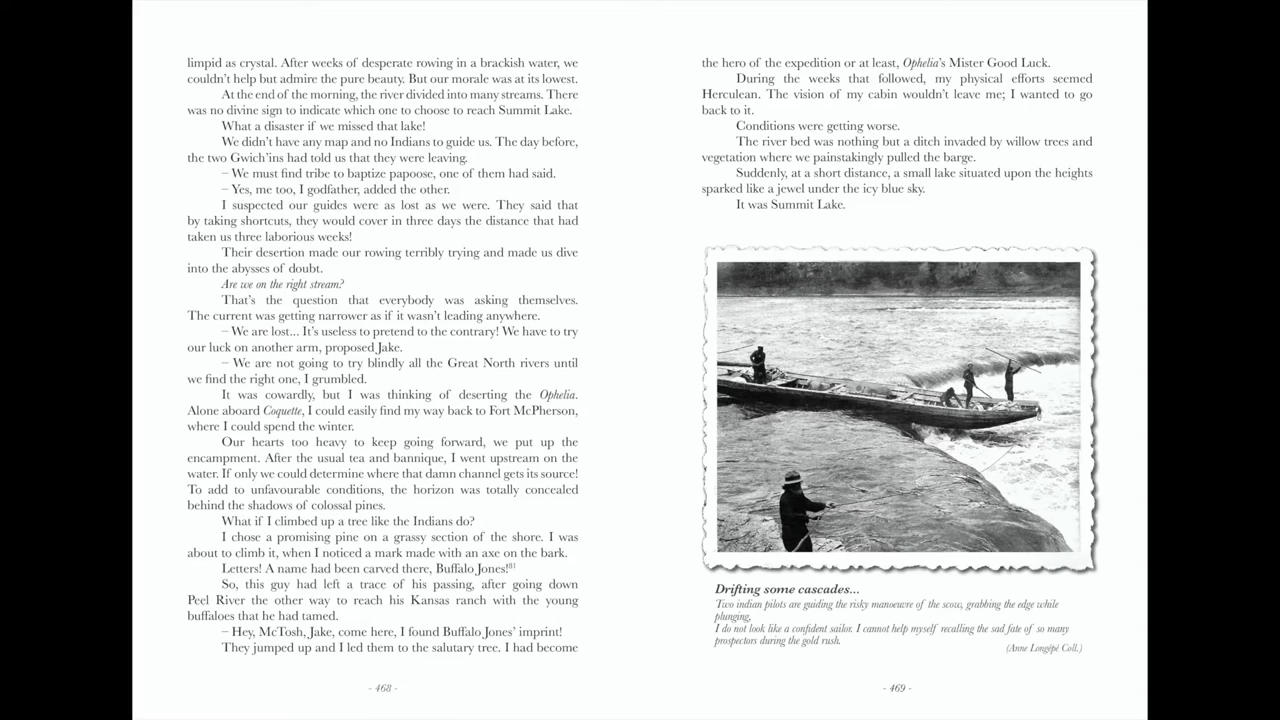 limpid as crystal. After weeks of desperate rowing in a brackish water, we
couldn't help but admire the pure beauty. But our morale was at its lowest.
At the end of the morning, the river divided into many streams. There
was no divine sign to indicate which one to choose to reach Summit Lake.
What a disaster if we missed that lake!
We didn't have any map and no Indians to guide us. The day before,
the two Gwich'ins had told us that they were leaving.
– We must find tribe to baptize papoose, one of them had said.
– Yes, me too, I godfather, added the other.
I suspected our guides were as lost as we were. They said that
by taking shortcuts, they would cover in three days the distance that had
taken us three laborious weeks!
Their desertion made our rowing terribly trying and made us dive
into the abysses of doubt.
Are we on the right stream?
That's the question that everybody was asking themselves.
The current was getting narrower as if it wasn't leading anywhere.
– We are lost... It's useless to pretend to the contrary! We have to try
our luck on another arm, proposed Jake.
– We are not going to try blindly all the Great North rivers until
we find the right one, I grumbled.
It was cowardly, but I was thinking of deserting the Ophelia.
Alone aboard Coquette, I could easily find my way back to Fort McPherson,
where I could spend the winter.
Our hearts too heavy to keep going forward, we put up the
encampment. After the usual tea and bannique, I went upstream on the
water. If only we could determine where that damn channel gets its source!
To add to unfavourable conditions, the horizon was totally concealed
behind the shadows of colossal pines.
What if I climbed up a tree like the Indians do?
I chose a promising pine on a grassy section of the shore. I was
about to climb it, when I noticed a mark made with an axe on the bark.
Letters! A name had been carved there, Buffalo Jones!81
So, this guy had left a trace of his passing, after going down
Peel River the other way to reach his Kansas ranch with the young
buffaloes that he had tamed.
– Hey, McTosh, Jake, come here, I found Buffalo Jones' imprint!
They jumped up and I led them to the salutary tree. I had become
- 468 -
the hero of the expedition or at least, Ophelia's Mister Good Luck.
During the weeks that followed, my physical efforts seemed
Herculean. The vision of my cabin wouldn't leave me; I wanted to go
back to it.
Conditions were getting worse.
The river bed was nothing but a ditch invaded by willow trees and
vegetation where we painstakingly pulled the barge.
Suddenly, at a short distance, a small lake situated upon the heights
sparked like a jewel under the icy blue sky.
It was Summit Lake.
Drifting some cascades...
Two indian pilots are guiding the risky manoeuvre of the scow, grabbing the edge while
plunging,
I do not look like a confident sailor. I cannot help myself recalling the sad fate of so many
prospectors during the gold rush.
(Anne Longépé Coll.)
- 469 -